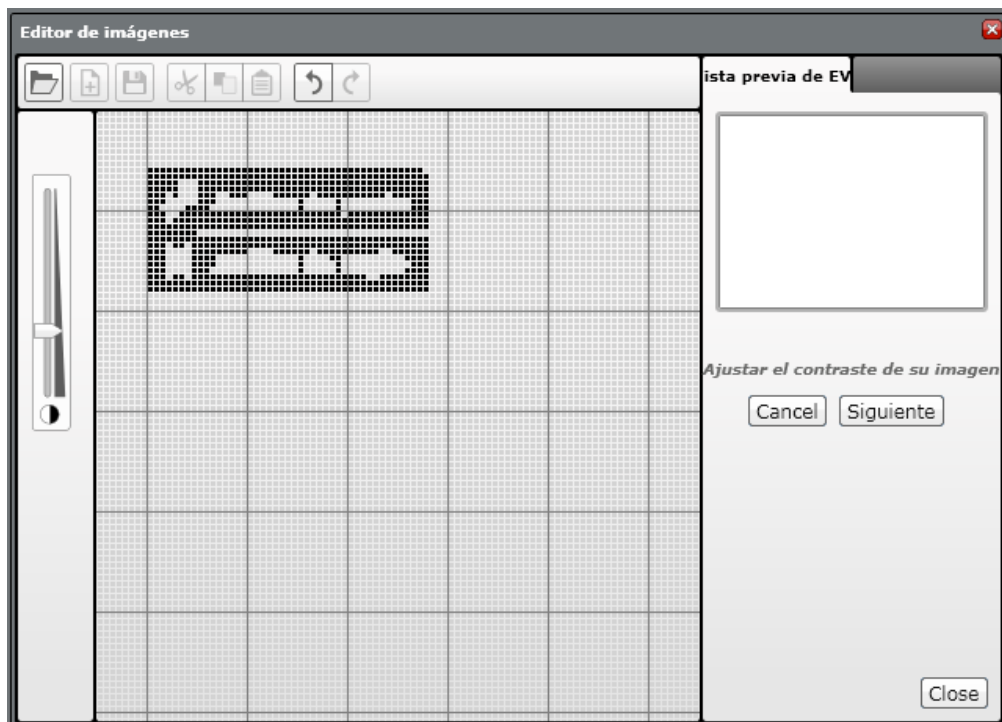 Editor de imágenes
ista previa de EV
Ajustar el contraste de su imagen
Cancel
Siguiente
Close